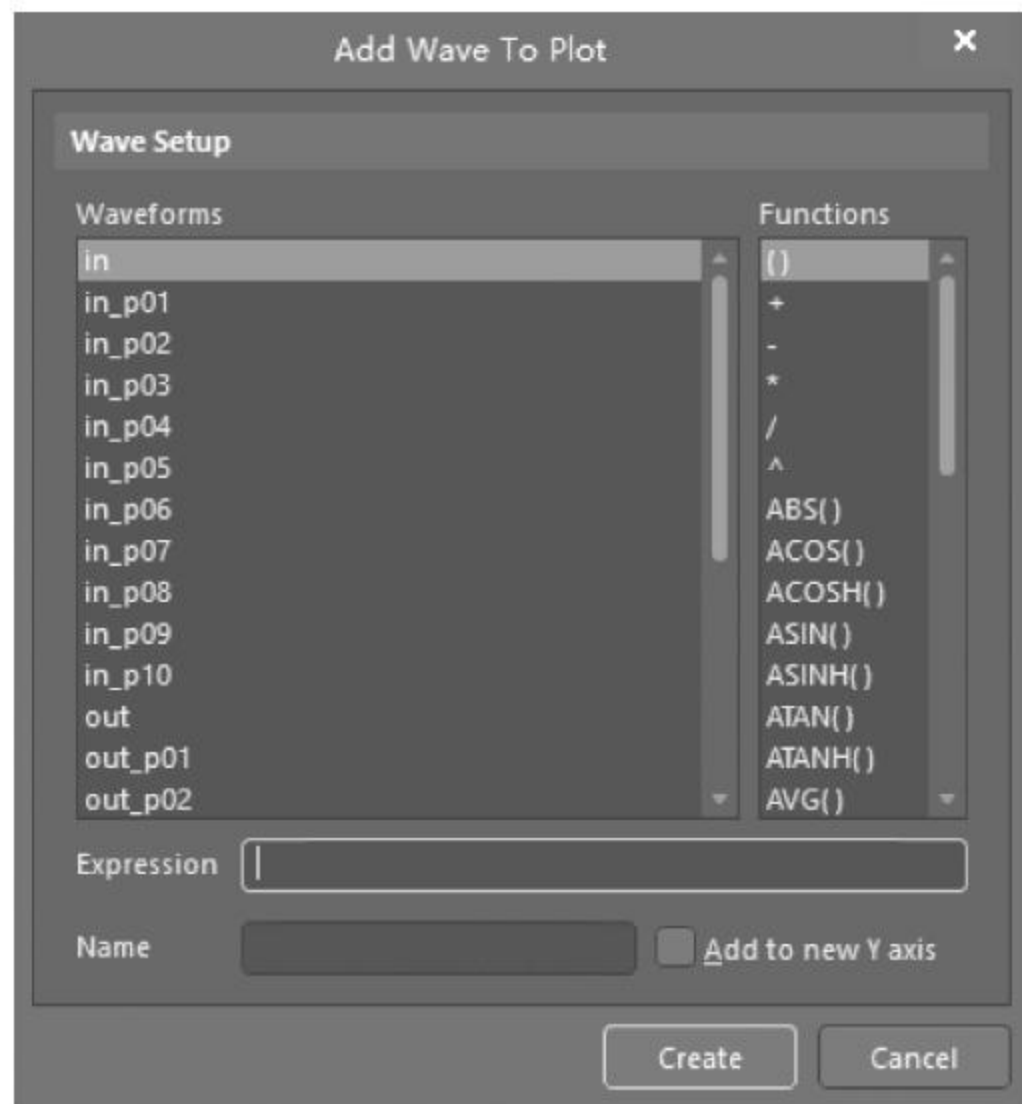 Add Wave To Plot
Wave Setup
Waveforms
in
in_p01
in_p02
in_p03
in_p04
in_p05
in_p06
in_p07
in_p08
in_p09
in_p10
out
out_p01
out_p02
Functions
()
+
-
*
/
^
ABS()
ACOS()
ACOSH()
ASIN()
ASINH()
ATAN()
ATANH()
AVG()
Expression
Name
Add to new Y axis
Create
Cancel